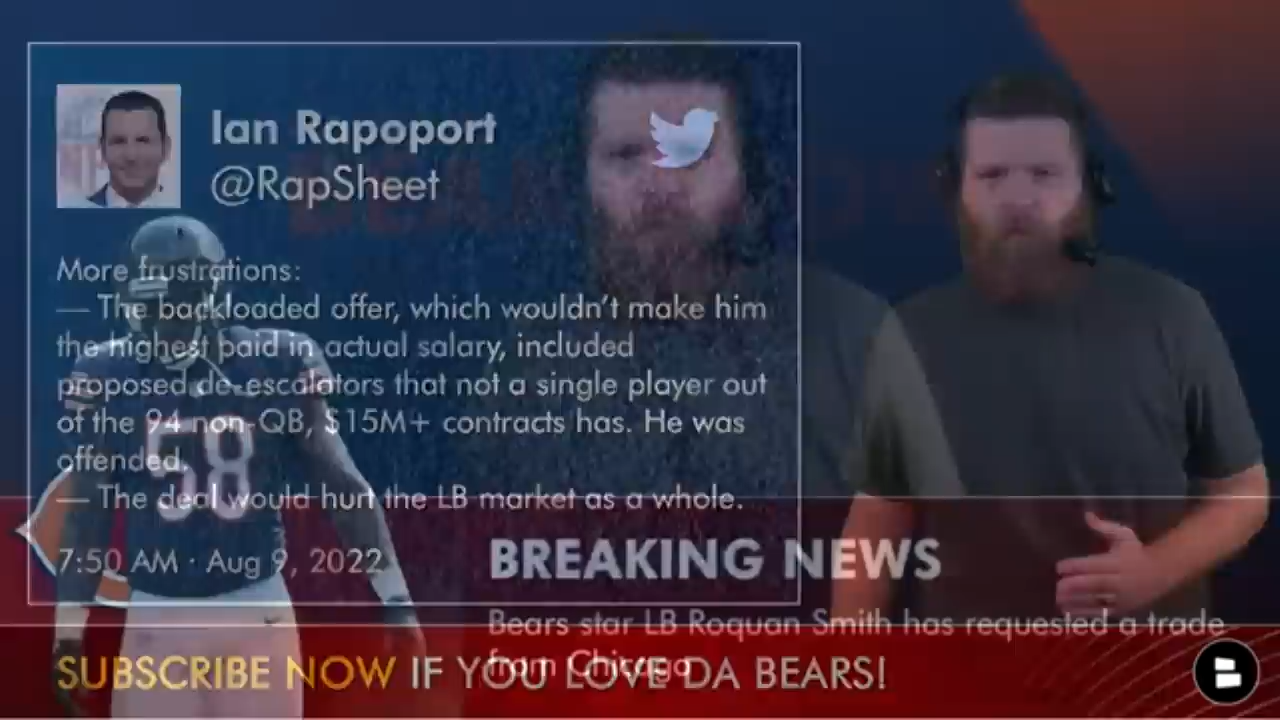 Ian Rapoport
@RapSheet
More frustrations:
— The backloaded offer, which wouldn't make him
the highest paid in actual salary, included
proposed de-escalators that not a single player out
of the 94 non-QB, $15M+ contracts has. He was
offended.
— The deal would hurt the LB market as a whole.
7:50 AM · Aug 9, 2022
58
BREAKING NEWS
Bears star LB Roquan Smith has requested a trade
from Chicago
SUBSCRIBE NOW IF YOU LOVE DA BEARS!